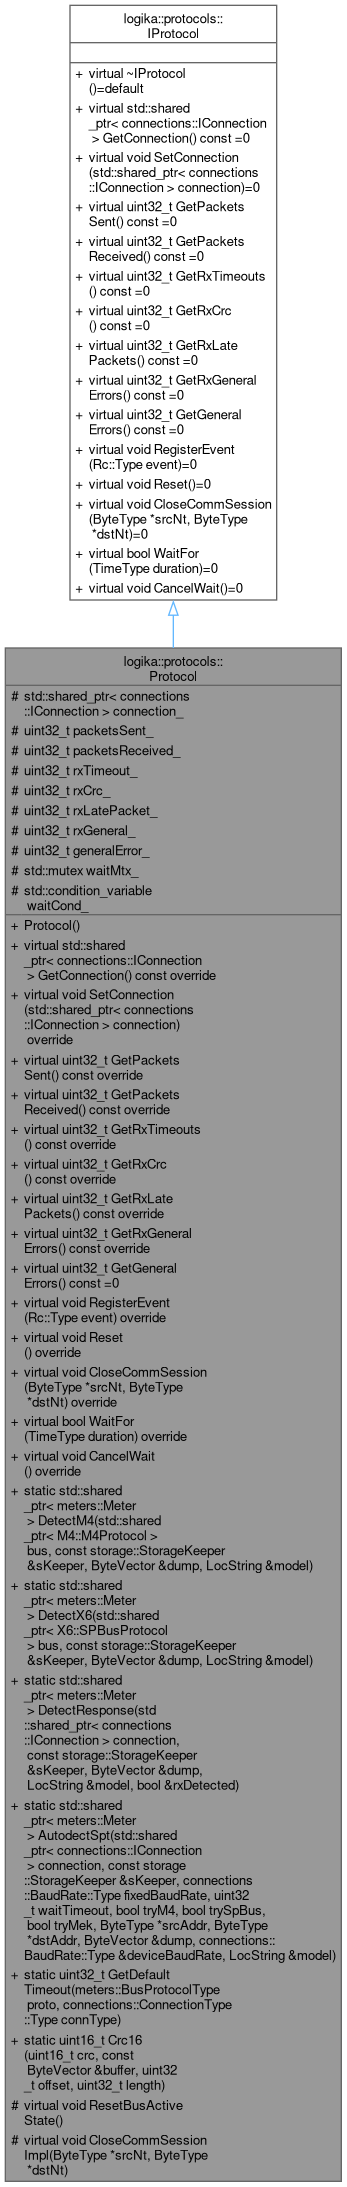 logika::protocols::
IProtocol
+ virtual ~IProtocol
()=default
+ virtual std::shared
_ptr< connections::IConnection
> GetConnection() const =0
+ virtual void SetConnection
(std::shared_ptr< connections
::IConnection > connection)=0
+ virtual uint32_t GetPackets
Sent() const =0
+ virtual uint32_t GetPackets
Received() const =0
+ virtual uint32_t GetRxTimeouts
() const =0
+ virtual uint32_t GetRxCrc
() const =0
+ virtual uint32_t GetRxLate
Packets() const =0
+ virtual uint32_t GetRxGeneral
Errors() const =0
+ virtual uint32_t GetGeneral
Errors() const =0
+ virtual void RegisterEvent
(Rc::Type event)=0
+ virtual void Reset()=0
+ virtual void CloseCommSession
(ByteType *srcNt, ByteType
*dstNt)=0
+ virtual bool WaitFor
(TimeType duration)=0
+ virtual void CancelWait()=0
logika::protocols::
Protocol
# std::shared_ptr< connections
::IConnection > connection_
# uint32_t packetsSent_
# uint32_t packetsReceived_
# uint32_t rxTimeout_
# uint32_t rxCrc_
# uint32_t rxLatePacket_
# uint32_t rxGeneral_
# uint32_t generalError_
# std::mutex waitMtx_
# std::condition_variable
waitCond_
+ Protocol()
+ virtual std::shared
_ptr< connections::IConnection
> GetConnection() const override
+ virtual void SetConnection
(std::shared_ptr< connections
::IConnection > connection)
override
+ virtual uint32_t GetPackets
Sent() const override
+ virtual uint32_t GetPackets
Received() const override
+ virtual uint32_t GetRxTimeouts
() const override
+ virtual uint32_t GetRxCrc
() const override
+ virtual uint32_t GetRxLate
Packets() const override
+ virtual uint32_t GetRxGeneral
Errors() const override
+ virtual uint32_t GetGeneral
Errors() const =0
+ virtual void RegisterEvent
(Rc::Type event) override
+ virtual void Reset
() override
+ virtual void CloseCommSession
(ByteType *srcNt, ByteType
*dstNt) override
+ virtual bool WaitFor
(TimeType duration) override
+ virtual void CancelWait
() override
+ static std::shared
_ptr< meters::Meter
> DetectM4(std::shared
_ptr< M4::M4Protocol >
bus, const storage::StorageKeeper
&sKeeper, ByteVector &dump, LocString &model)
+ static std::shared
_ptr< meters::Meter
> DetectX6(std::shared
_ptr< X6::SPBusProtocol
> bus, const storage::StorageKeeper
&sKeeper, ByteVector &dump, LocString &model)
+ static std::shared
_ptr< meters::Meter
> DetectResponse(std
::shared_ptr< connections
::IConnection > connection,
const storage::StorageKeeper
&sKeeper, ByteVector &dump,
LocString &model, bool &rxDetected)
+ static std::shared
_ptr< meters::Meter
> AutodectSpt(std::shared
_ptr< connections::IConnection
> connection, const storage
::StorageKeeper &sKeeper, connections
::BaudRate::Type fixedBaudRate, uint32
_t waitTimeout, bool tryM4, bool trySpBus,
bool tryMek, ByteType *srcAddr, ByteType
*dstAddr, ByteVector &dump, connections::
BaudRate::Type &deviceBaudRate, LocString &model)
+ static uint32_t GetDefault
Timeout(meters::BusProtocolType
proto, connections::ConnectionType
::Type connType)
+ static uint16_t Crc16
(uint16_t crc, const
ByteVector &buffer, uint32
_t offset, uint32_t length)
# virtual void ResetBusActive
State()
# virtual void CloseCommSession
Impl(ByteType *srcNt, ByteType
*dstNt)